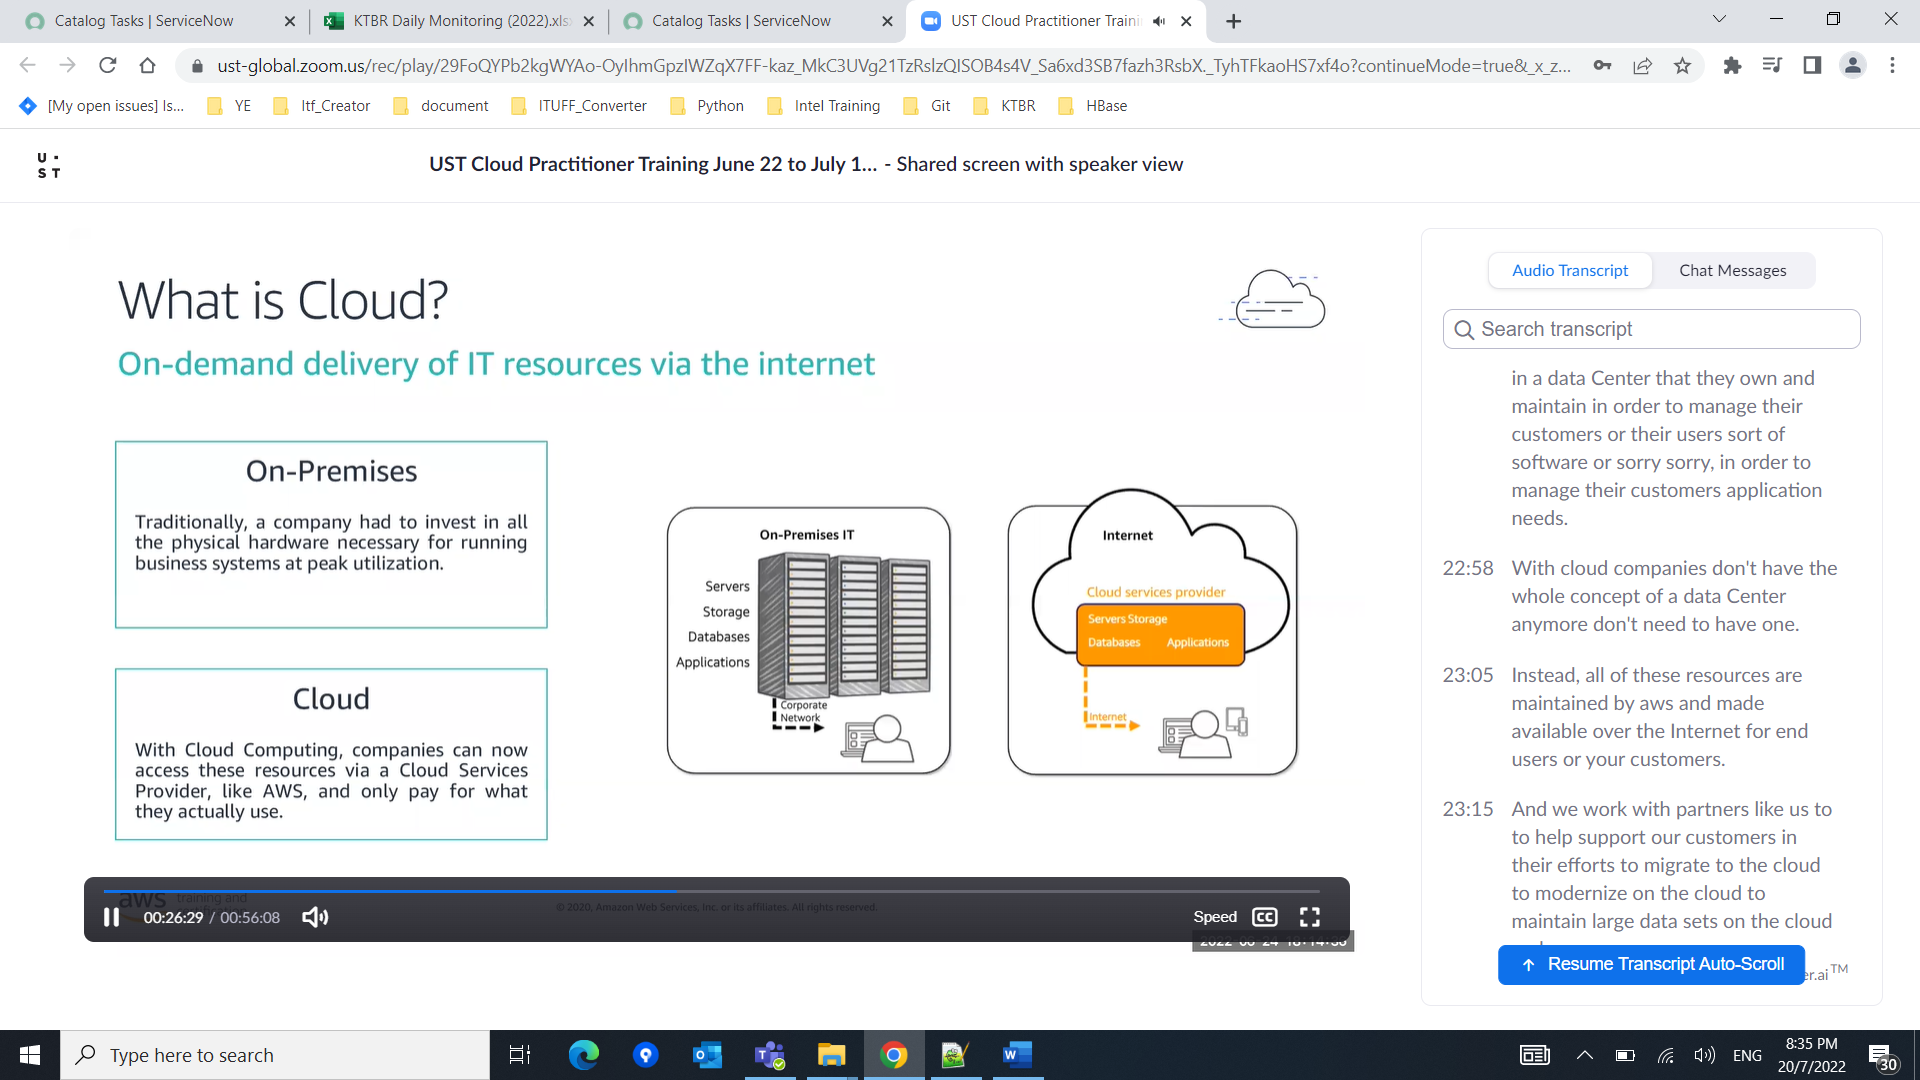 Catalog Tasks | ServiceNow
KTBR Daily Monitoring (2022).xls
Catalog Tasks | ServiceNow
UST Cloud Practitioner Traini
ust-global.zoom.us/rec/play/29FoQYPb2kgWYAo-OyIhmGpzIWZqX7FF-kaz_MkC3UVg21TzRslzQISOB4s4V_Sa6xd3SB7fazh3RsbX._TyhTFkaoHS7xf4o?continueMode=true&_x_z...
[My open issues] Is...
YE
Itf_Creator
document
ITUFF_Converter
Python
Intel Training
Git
KTBR
HBase
U·
ST
UST Cloud Practitioner Training June 22 to July 1... - Shared screen with speaker view
What is Cloud?
On-demand delivery of IT resources via the internet
On-Premises
Traditionally, a company had to invest in all
the physical hardware necessary for running
business systems at peak utilization.
Cloud
With Cloud Computing, companies can now
access these resources via a Cloud Services
Provider, like AWS, and only pay for what
they actually use.
On-Premises IT
Servers
Storage
Databases
Applications
Corporate
Network
Internet
Cloud services provider
Servers Storage
Databases Applications
Internet
aws training and
© 2020, Amazon Web Services, Inc. or its affiliates. All rights reserved.
00:26:29 / 00:56:08
Speed
CC
Audio Transcript
Chat Messages
Search transcript
in a data Center that they own and
maintain in order to manage their
customers or their users sort of
software or sorry sorry, in order to
manage their customers application
needs.
22:58 With cloud companies don't have the
whole concept of a data Center
anymore don't need to have one.
23:05 Instead, all of these resources are
maintained by aws and made
available over the Internet for end
users or your customers.
23:15 And we work with partners like us to
to help support our customers in
their efforts to migrate to the cloud
to modernize on the cloud to
maintain large data sets on the cloud
Resume Transcript Auto-Scroll
er.ai™
Type here to search
ENG
8:35 PM
20/7/2022
30